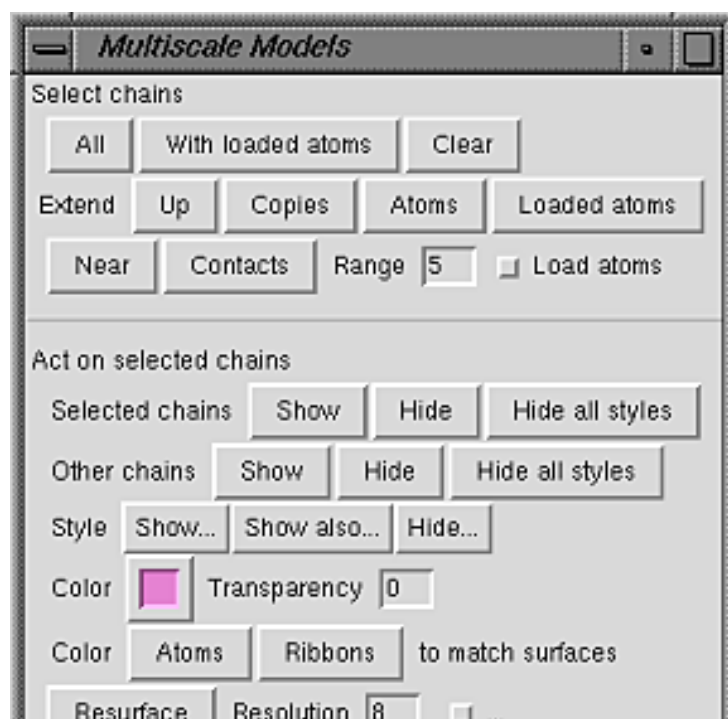 Multiscale Models
Select chains
All With loaded atoms Clear
Extend Up Copies Atoms Loaded atoms
Near Contacts Range 5 Load atoms
Act on selected chains
Selected chains Show Hide Hide all styles
Other chains Show Hide Hide all styles
Style Show... Show also... Hide...
Color Transparency 0
Color Atoms Ribbons to match surfaces
Resurface Resolution 8